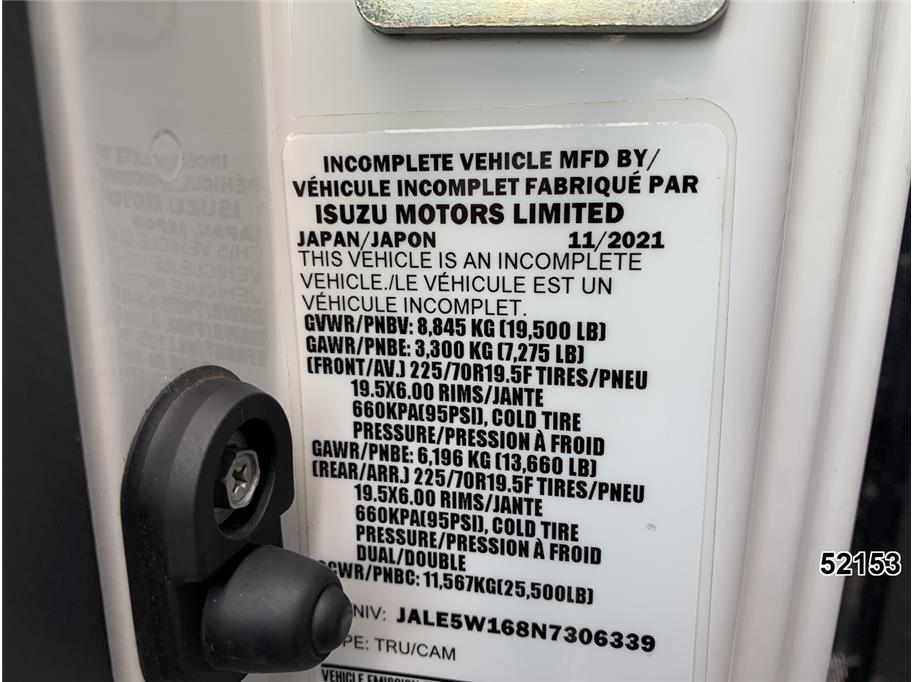 INCOMPLETE VEHICLE MFD BY/
VÉHICULE INCOMPLET FABRIQUÉ PAR
ISUZU MOTORS LIMITED
JAPAN/JAPON 11/2021
THIS VEHICLE IS AN INCOMPLETE
VEHICLE./LE VÉHICULE EST UN
VÉHICULE INCOMPLET.
GVWR/PNBV: 8,845 KG (19,500 LB)
GAWR/PNBE: 3,300 KG (7,275 LB)
(FRONT/AV.) 225/70R19.5F TIRES/PNEU
19.5X6.00 RIMS/JANTE
660KPA(95PSI), COLD TIRE
PRESSURE/PRESSION À FROID
GAWR/PNBE: 6,196 KG (13,660 LB)
(REAR/ARR.) 225/70R19.5F TIRES/PNEU
19.5X6.00 RIMS/JANTE
660KPA(95PSI), COLD TIRE
PRESSURE/PRESSION À FROID
DUAL/DOUBLE
CWR/PNBC: 11,567KG(25,500LB)
NIV: JALE5W168N7306339
PE: TRU/CAM
VEHICLE EMISSION
52153